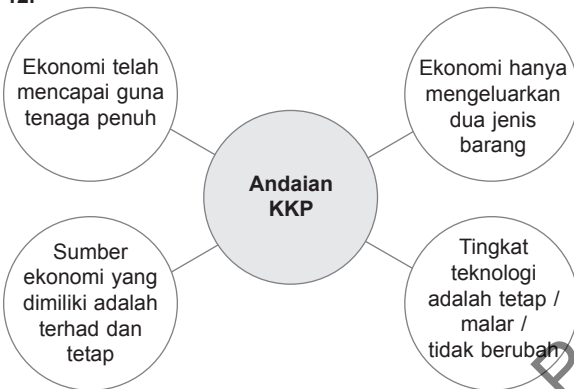 Ekonomi telah
mencapai guna
tenaga penuh
Ekonomi hanya
mengeluarkan
dua jenis
barang
Andaian
KKP
Sumber
ekonomi yang
dimiliki adalah
terhad dan
tetap
Tingkat
teknologi
adalah tetap /
malar /
tidak berubah
P